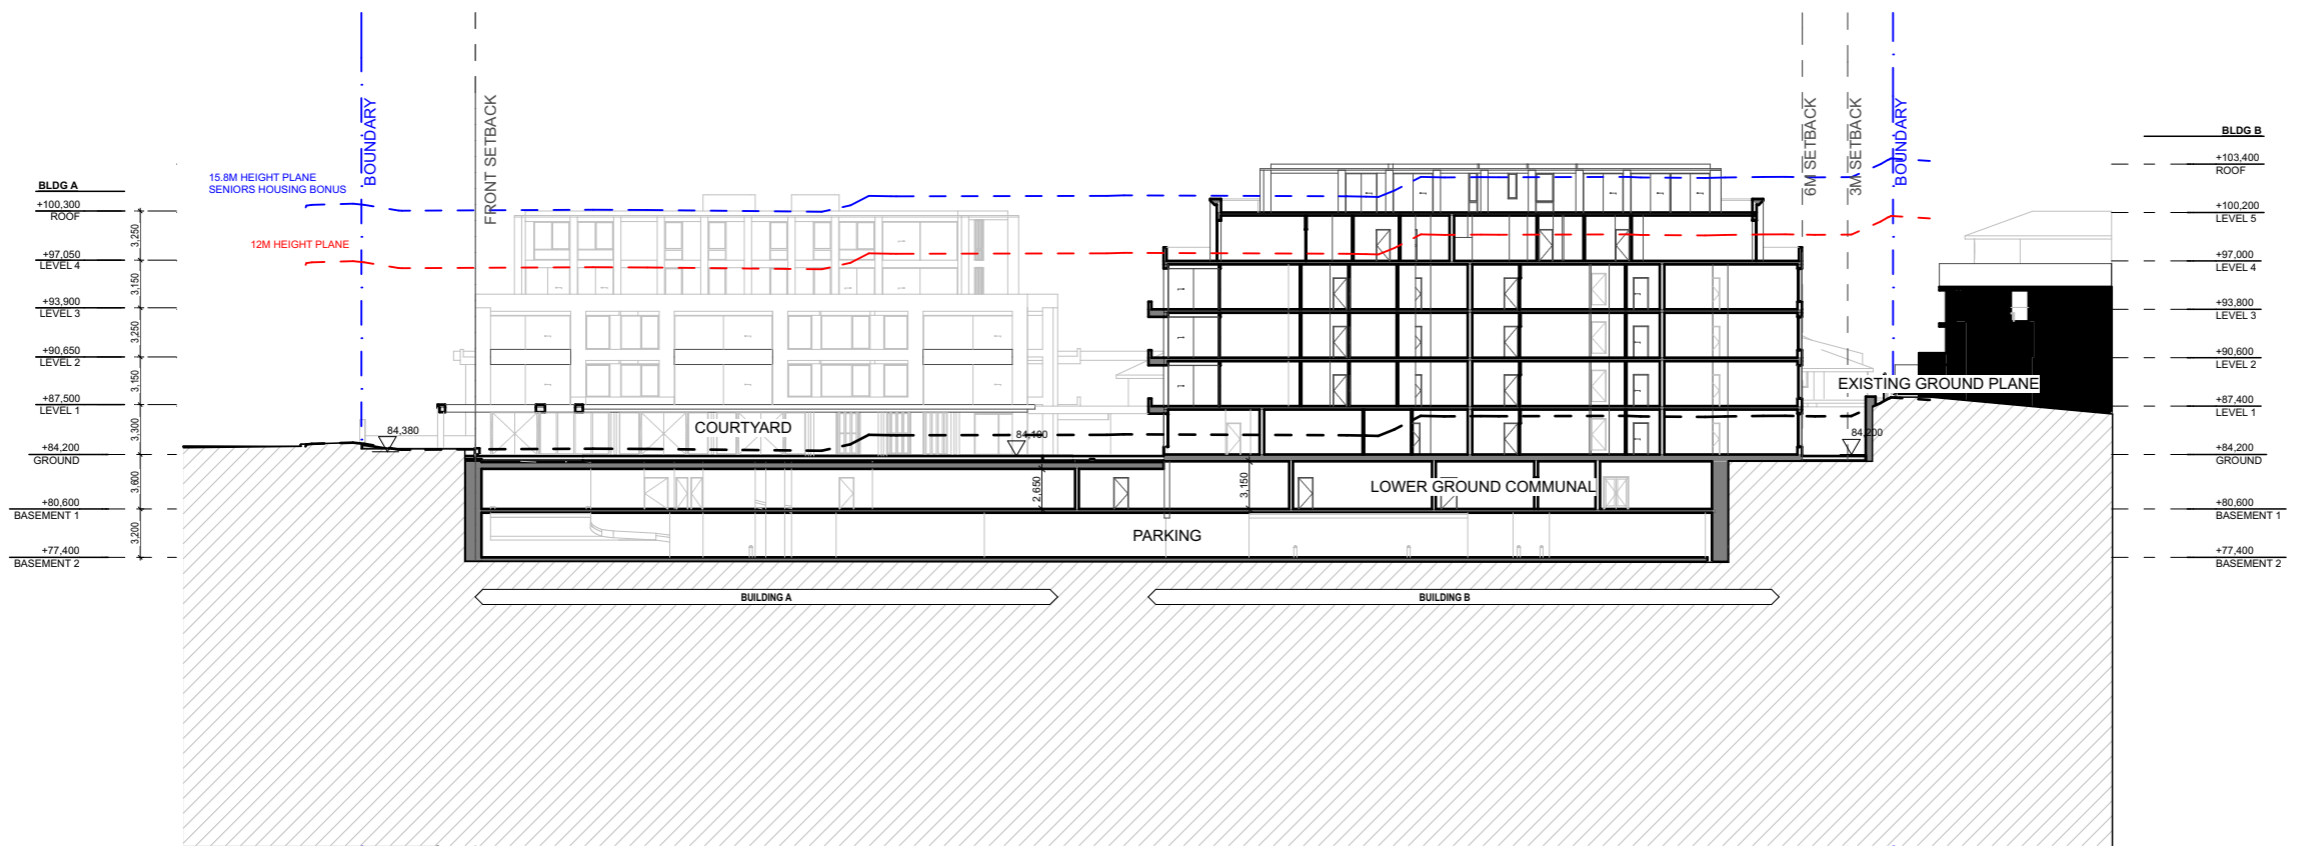 BOUNDARY
FRONT SETBACK
6M SETBACK
3M SETBACK
BOUNDARY
15.8M HEIGHT PLANE
SENIORS HOUSING BONUS
12M HEIGHT PLANE
BLDG A
+100,300
ROOF
3,250
+97,050
LEVEL 4
3,150
+93,900
LEVEL 3
3,250
+90,650
LEVEL 2
3,150
+87,500
LEVEL 1
3,300
+84,200
GROUND
3,600
+80,600
BASEMENT 1
3,200
+77,400
BASEMENT 2
84,380
COURTYARD
84,100
84,200
EXISTING GROUND PLANE
2,650
3,150
LOWER GROUND COMMUNAL
PARKING
BUILDING A
BUILDING B
BLDG B
+103,400
ROOF
+100,200
LEVEL 5
+97,000
LEVEL 4
+93,800
LEVEL 3
+90,600
LEVEL 2
+87,400
LEVEL 1
+84,200
GROUND
+80,600
BASEMENT 1
+77,400
BASEMENT 2